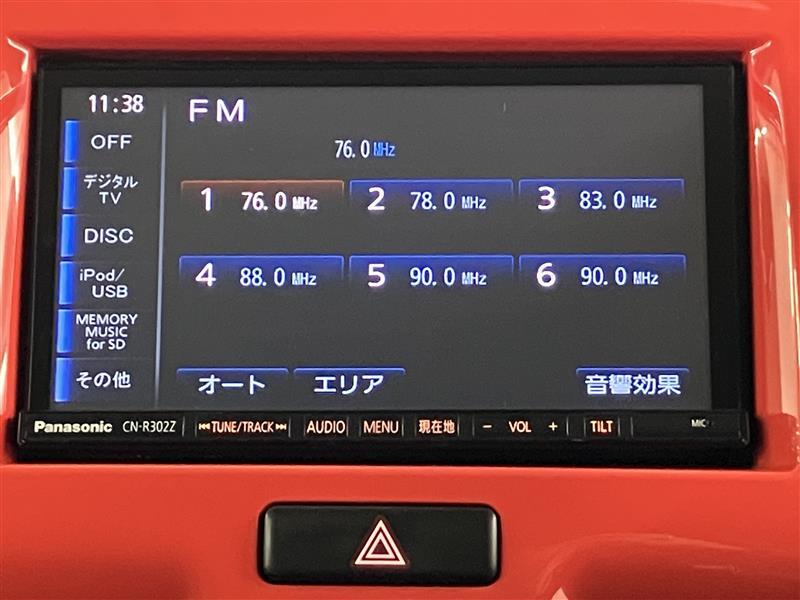 11:38
FM
OFF
76.0 MHz
デジタル
TV
1 76.0 MHz 2 78.0 MHz 3 83.0 MHz
DISC
iPod/
USB
4 88.0 MHz 5 90.0 MHz 6 90.0 MHz
MEMORY
MUSIC
for SD
その他
オート エリア 音響効果
Panasonic CN-R302Z ⏮TUNE/TRACK⏭ AUDIO MENU 現在地 − VOL + TILT MIC